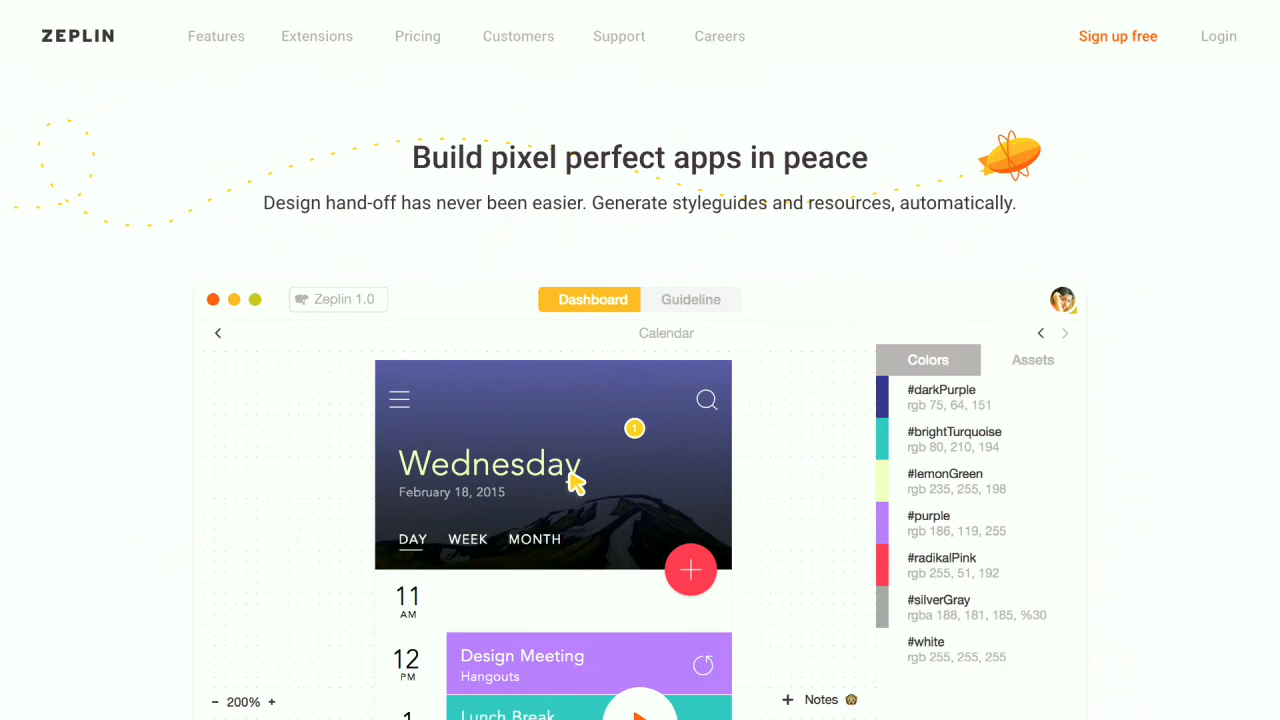 ZEPLIN
Features Extensions Pricing Customers Support Careers Sign up free Login
Build pixel perfect apps in peace
Design hand-off has never been easier. Generate styleguides and resources, automatically.
Zeplin 1.0
Dashboard Guideline
Calendar
Colors Assets
#darkPurple
rgb 75, 64, 151
#brightTurquoise
rgb 80, 210, 194
#lemonGreen
rgb 235, 255, 198
#purple
rgb 186, 119, 255
#radikalPink
rgb 255, 51, 192
#silverGray
rgba 188, 181, 185, %30
#white
rgb 255, 255, 255
1
Wednesday
February 18, 2015
DAY WEEK MONTH
11
AM
12
PM
Design Meeting
Hangouts
1
Lunch Break
- 200% +
+ Notes